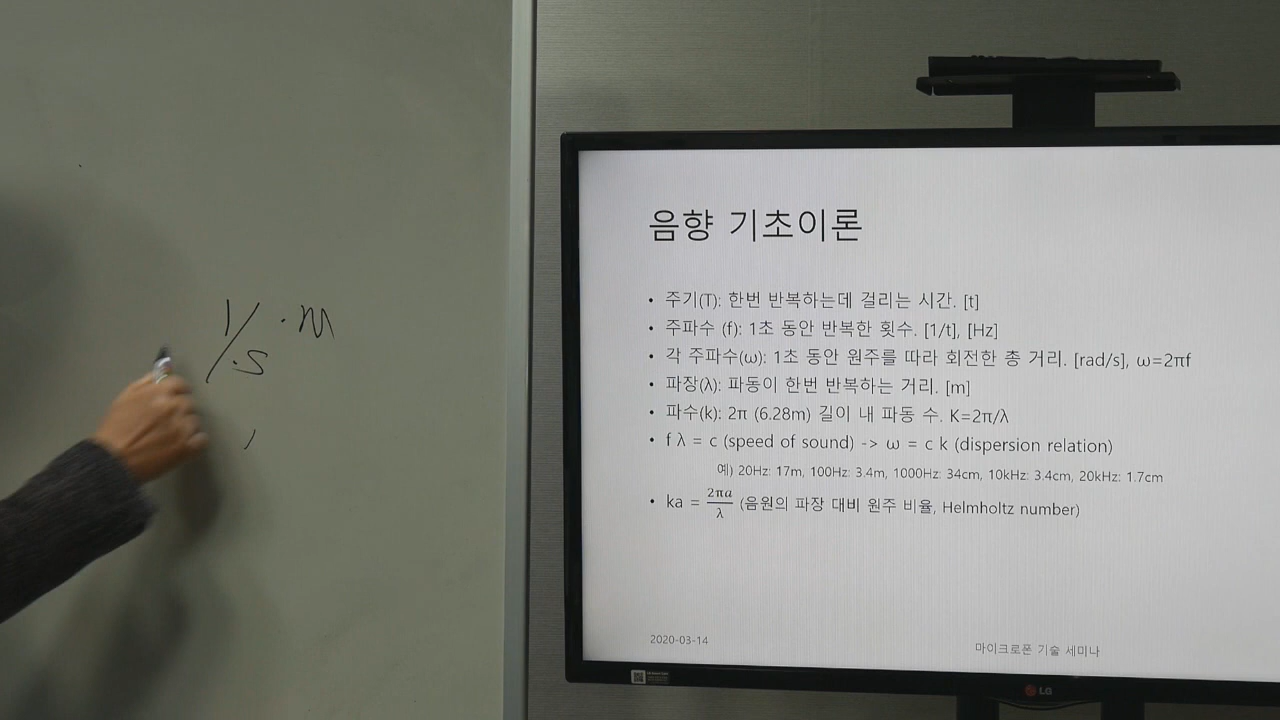 1/s · m
음향 기초이론
• 주기(T): 한번 반복하는데 걸리는 시간. [t]
• 주파수 (f): 1초 동안 반복한 횟수. [1/t], [Hz]
• 각 주파수(ω): 1초 동안 원주를 따라 회전한 총 거리. [rad/s], ω=2πf
• 파장(λ): 파동이 한번 반복하는 거리. [m]
• 파수(k): 2π (6.28m) 길이 내 파동 수. K=2π/λ
• f λ = c (speed of sound) -> ω = c k (dispersion relation)
예) 20Hz: 17m, 100Hz: 3.4m, 1000Hz: 34cm, 10kHz: 3.4cm, 20kHz: 1.7cm
• ka = 2πa/λ (음원의 파장 대비 원주 비율, Helmholtz number)
2020-03-14
마이크로폰 기술 세미나
LG